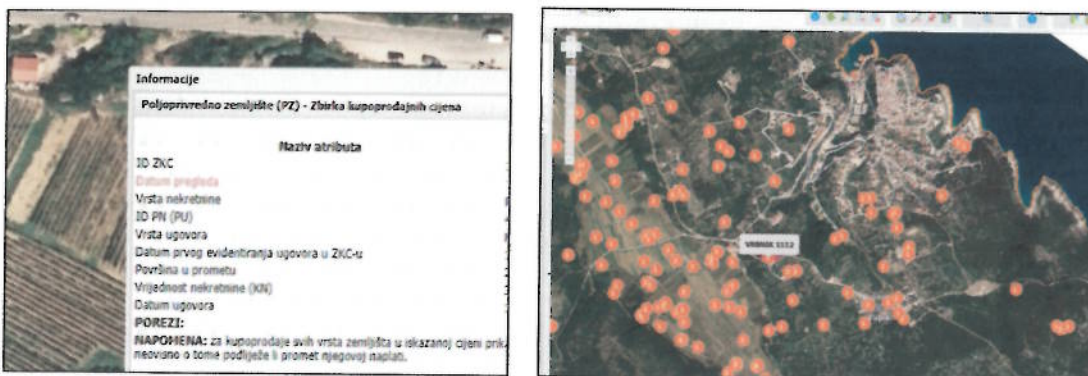 Informacije
Poljoprivredno zemljište (PZ) - Zbirka kupoprodajnih cijena
Naziv atributa
ID ZKC
Datum pregleda
Vrsta nekretnine
ID PN (PU)
Vrsta ugovora
Datum prvog evidentiranja ugovora u ZKC-u
Površina u prometu
Vrijednost nekretnine (KN)
Datum ugovora
POREZI:
NAPOMENA: za kupoprodaje svih vrsta zemljišta u iskazanoj cijeni prik
neovisno o tome podliježe li promet njegovoj naplati.
VRBNIK